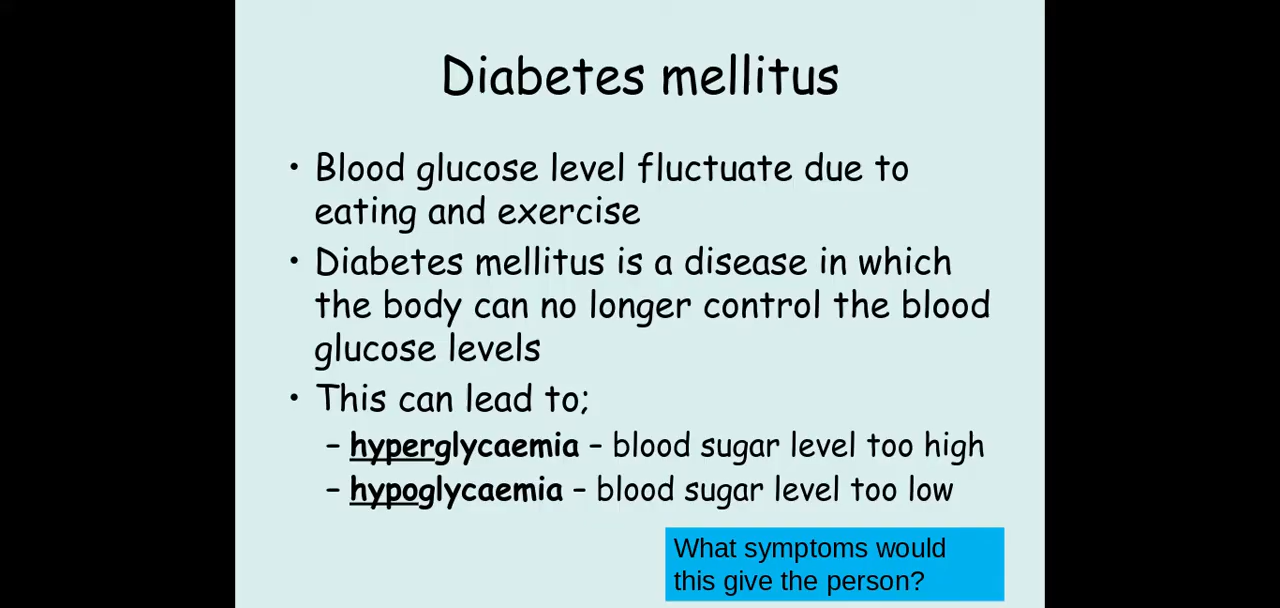 Diabetes mellitus
• Blood glucose level fluctuate due to
eating and exercise
• Diabetes mellitus is a disease in which
the body can no longer control the blood
glucose levels
• This can lead to;
– hyperglycaemia – blood sugar level too high
– hypoglycaemia – blood sugar level too low
What symptoms would
this give the person?